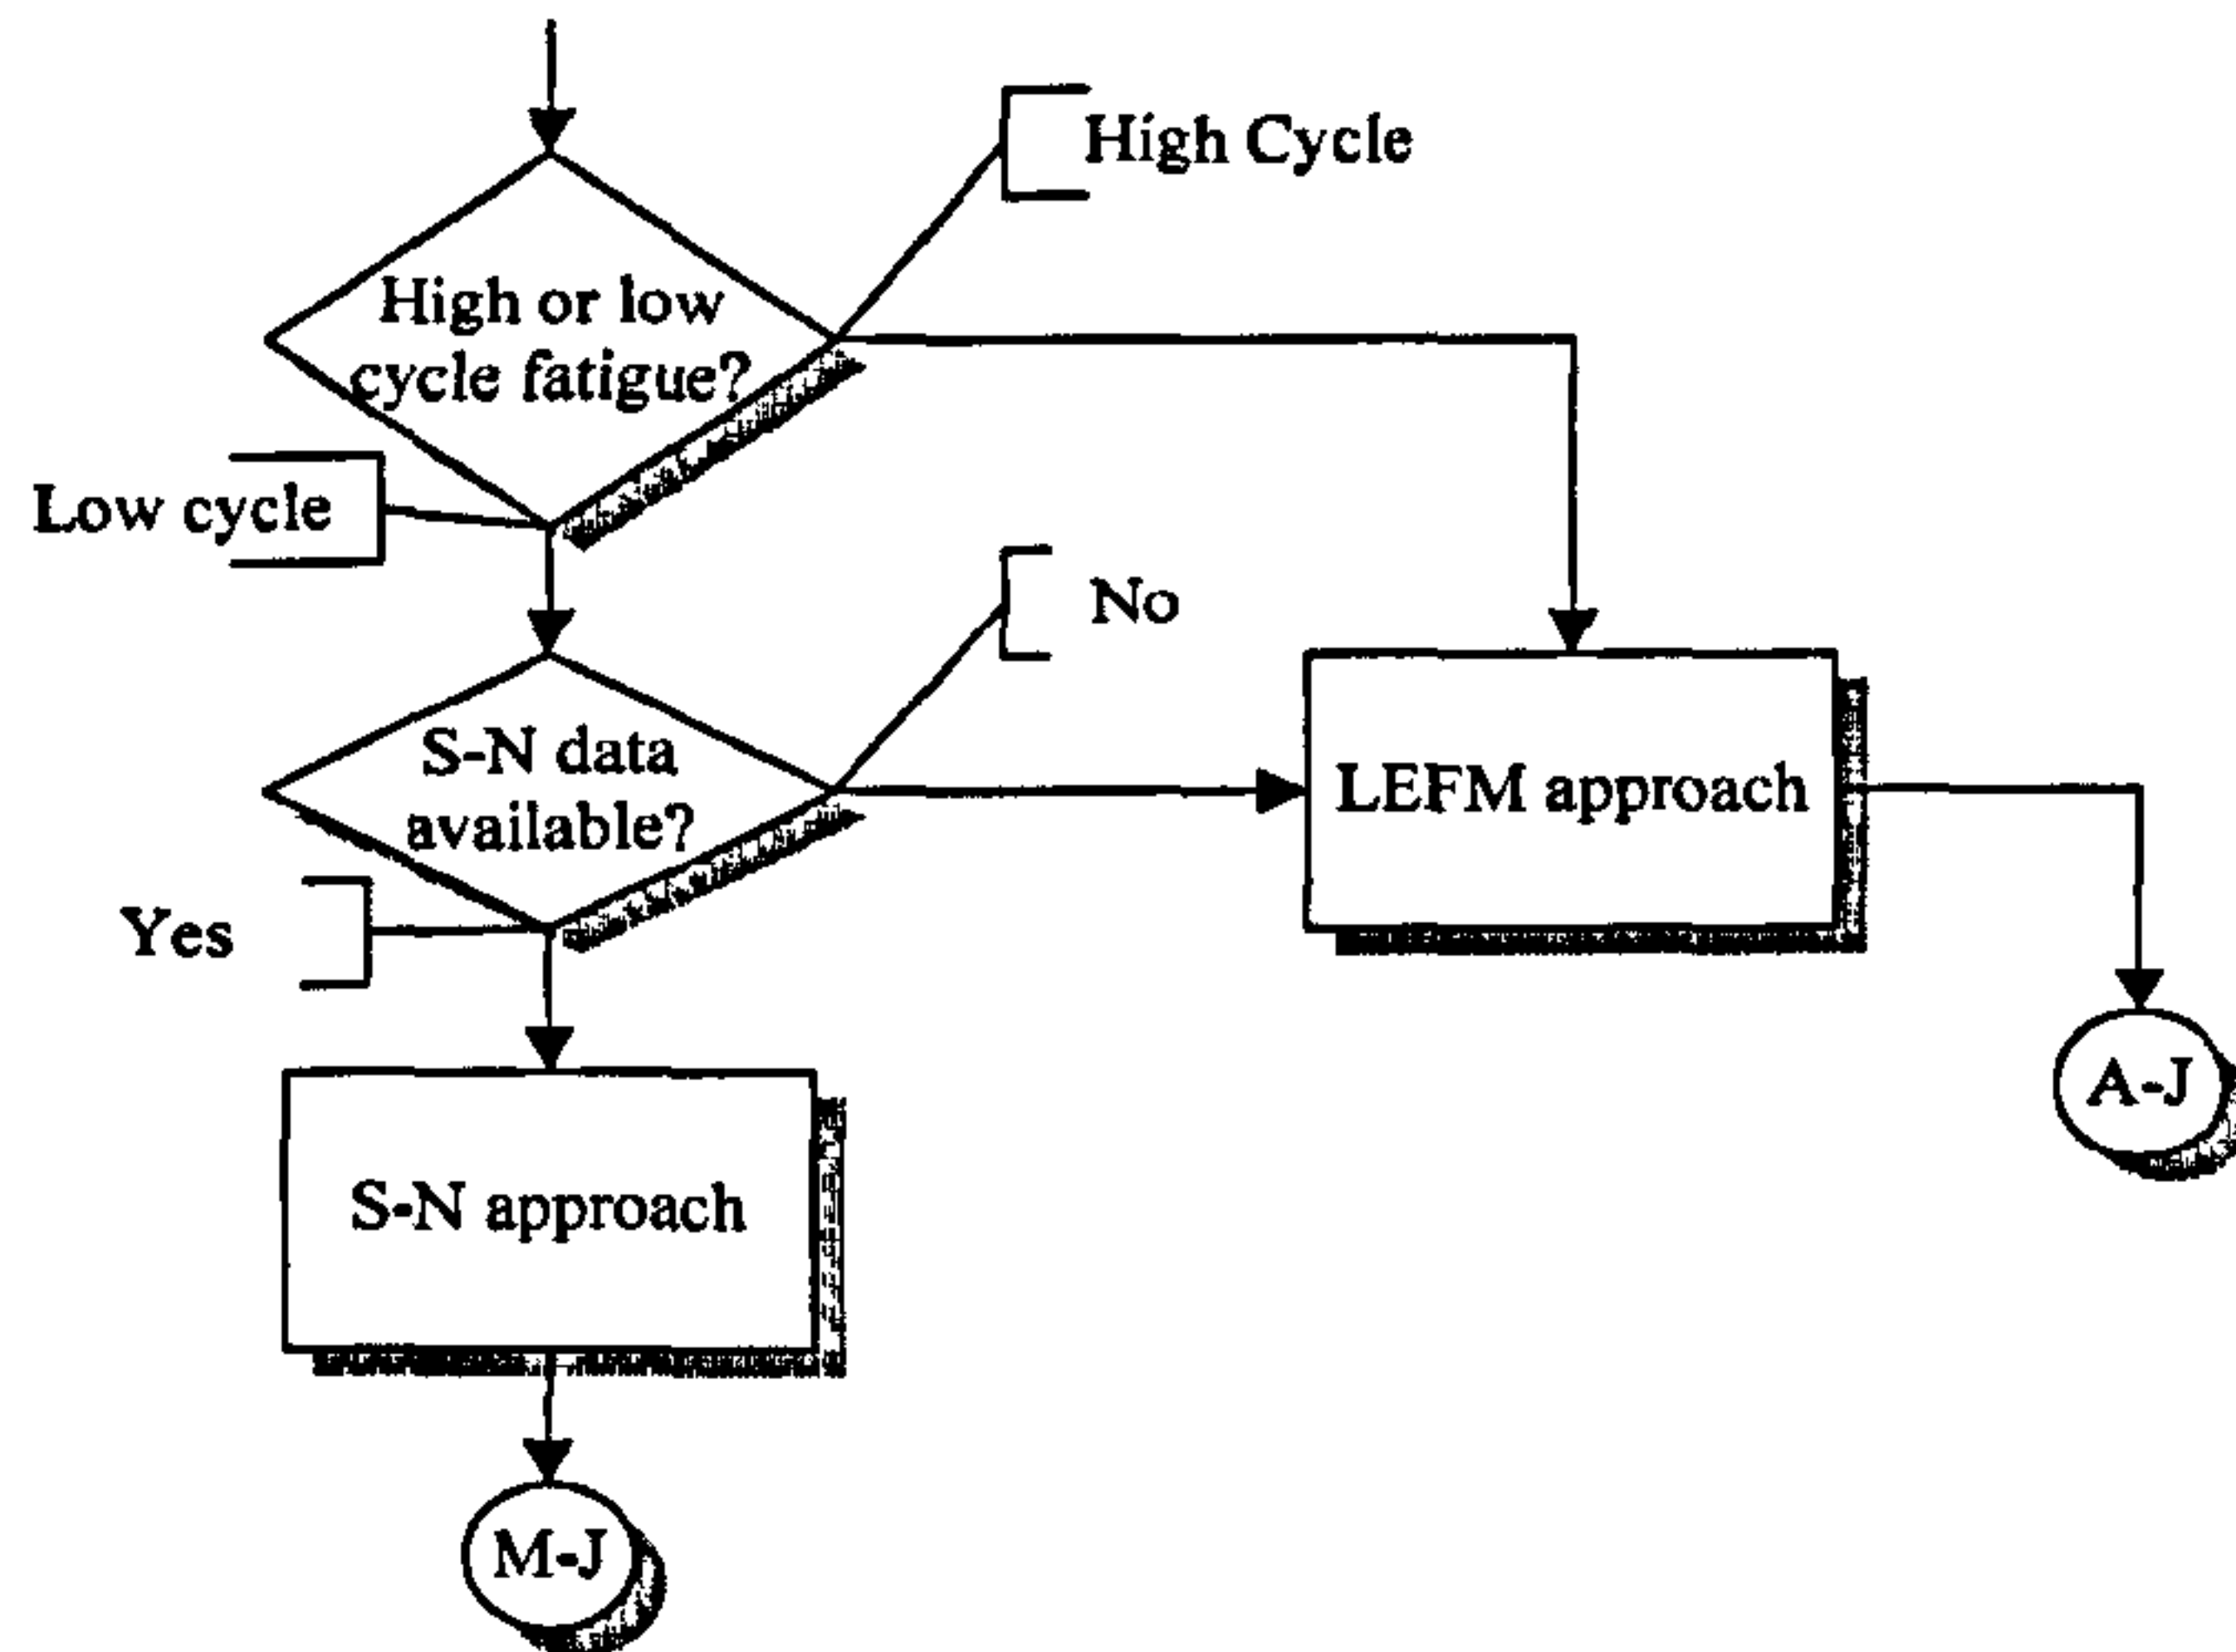 High Cycle
High or low
cycle fatigue?
Low cycle
No
S-N data
available?
LEFM approach
Yes
A-J
S-N approach
M-J